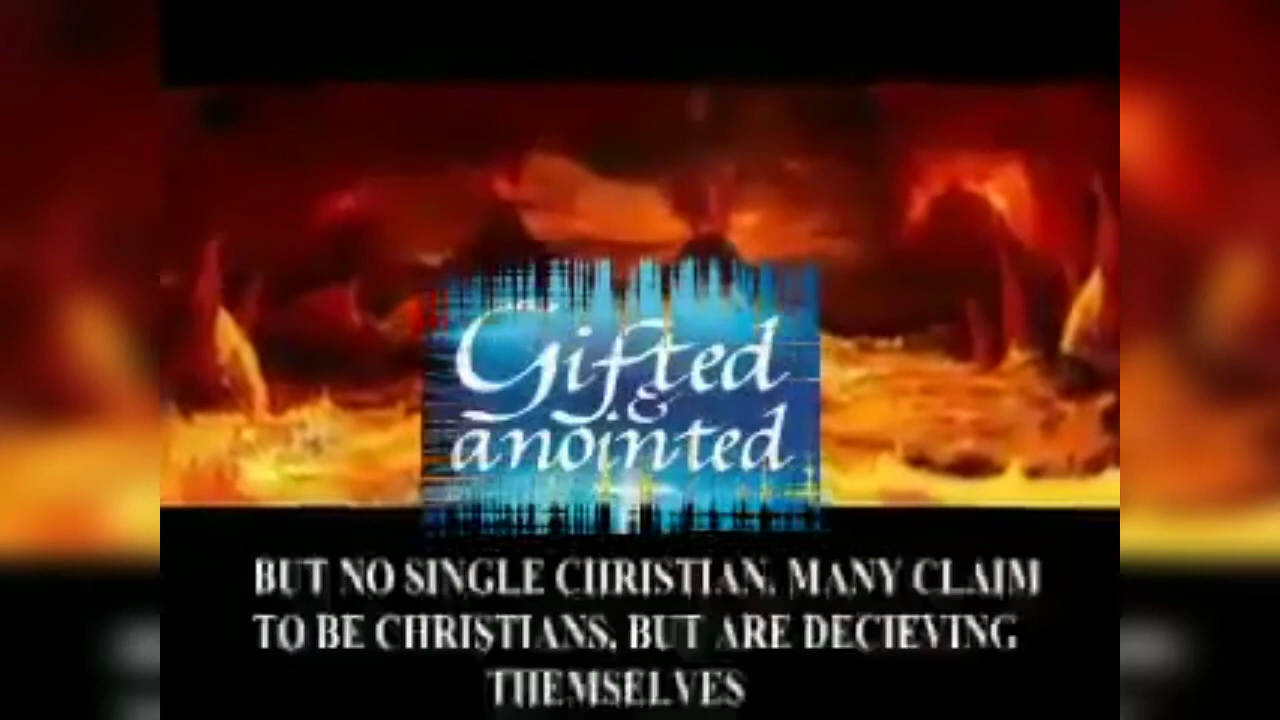 Gifted
&
anointed
BUT NO SINGLE CHRISTIAN. MANY CLAIM
TO BE CHRISTIANS, BUT ARE DECIEVING
THEMSELVES